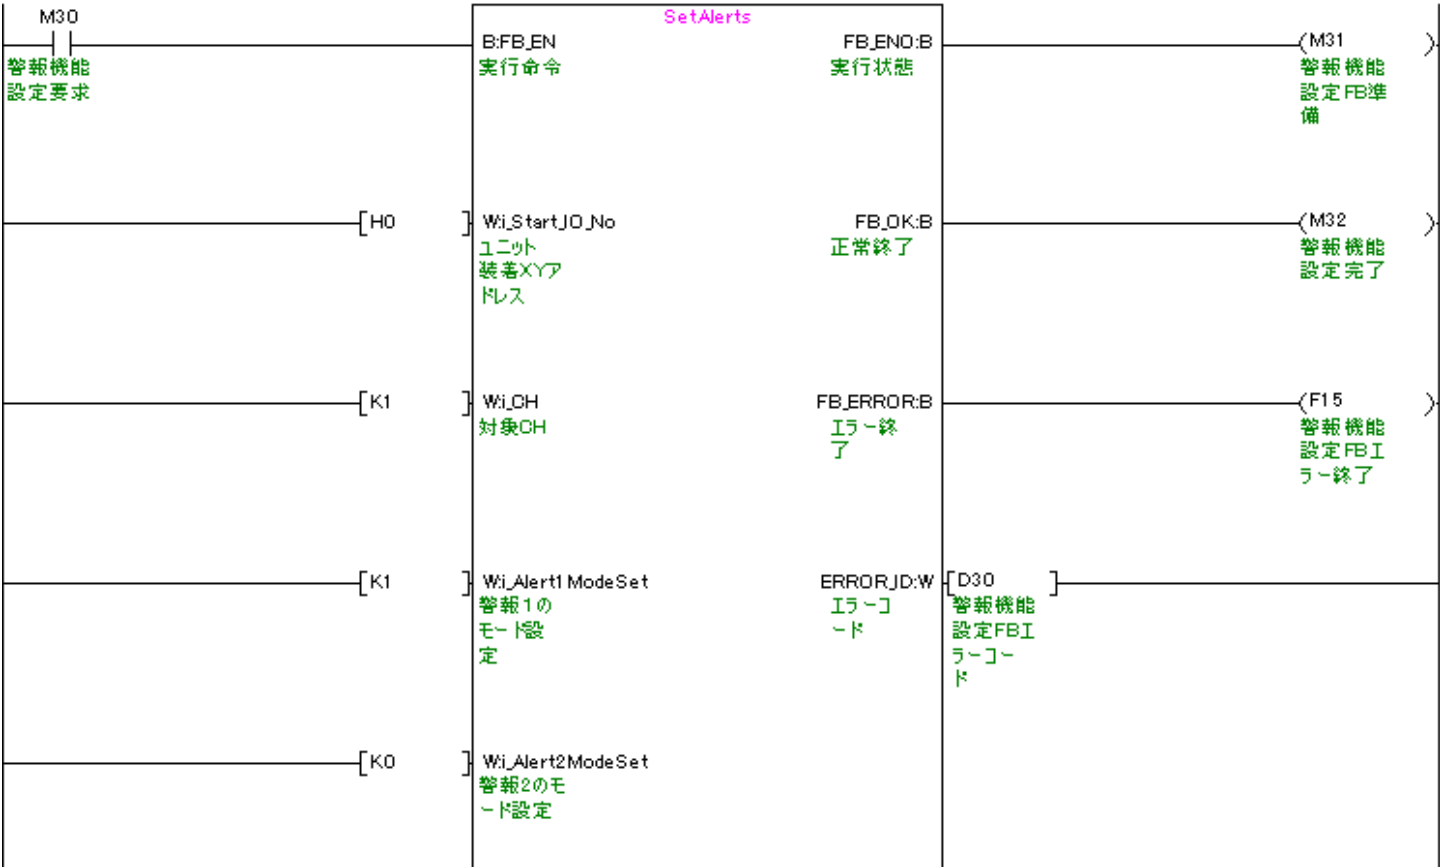 SetAlerts
M30
警報機能
設定要求
B:FB_EN
実行命令
FB_ENO:B
実行状態
(M31 )
警報機能
設定FB準
備
[H0 ]
W:i_Start_IO_No
ユニット
装着XYア
ドレス
FB_OK:B
正常終了
(M32 )
警報機能
設定完了
[K1 ]
W:i_CH
対象CH
FB_ERROR:B
エラー終
了
(F15 )
警報機能
設定FBエ
ラー終了
[K1 ]
W:i_Alert1ModeSet
警報1の
モード設
定
ERROR_ID:W
エラーコ
ード
[D30 ]
警報機能
設定FBエ
ラーコー
ド
[K0 ]
W:i_Alert2ModeSet
警報2のモ
ード設定